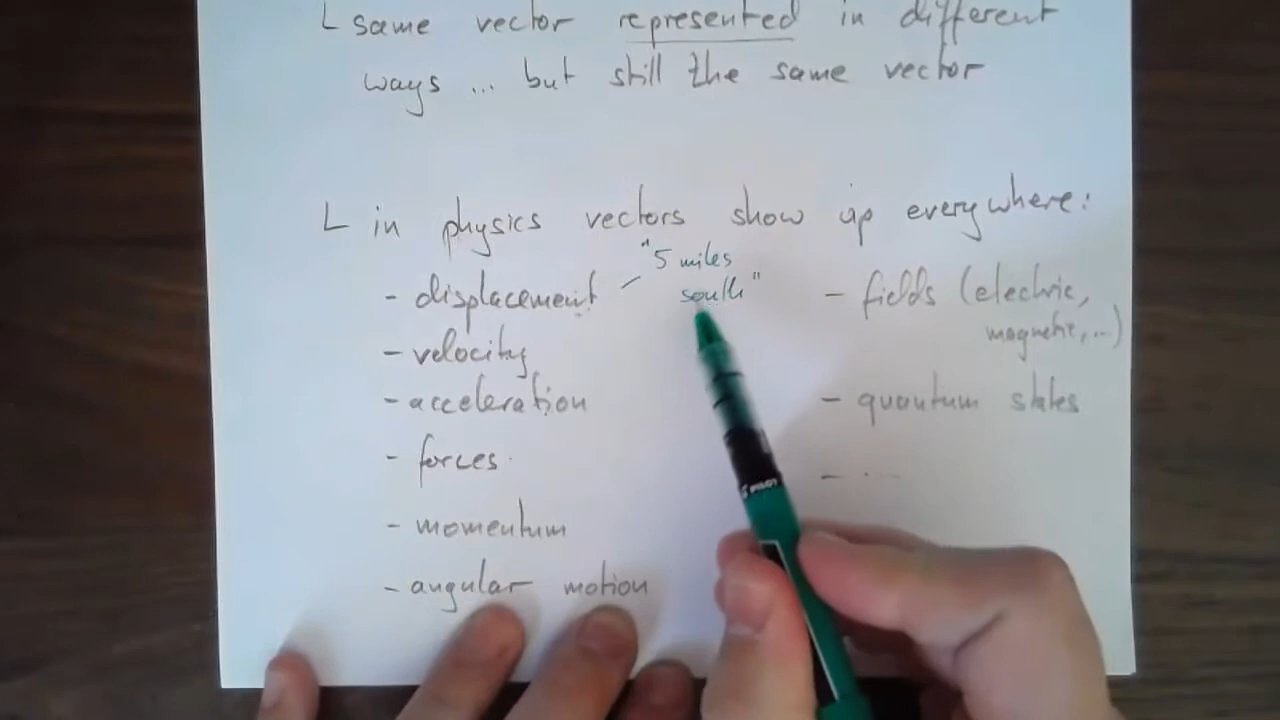 └ same vector represented in different
ways ... but still the same vector
└ in physics vectors show up everywhere:
- displacement
"5 miles
south"
- velocity
- acceleration
- forces
- momentum
- angular motion
- fields (electric,
magnetic, ...)
- quantum states
- ...
PILOT